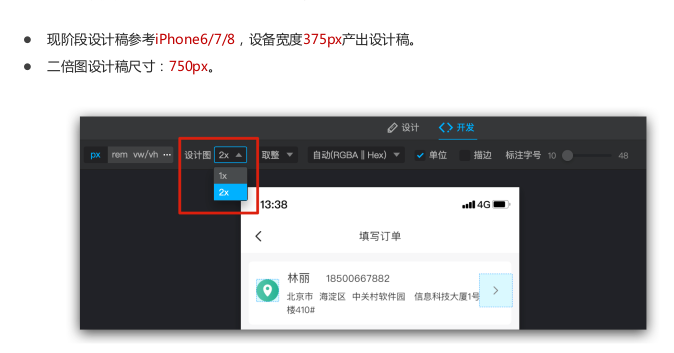 ● 现阶段设计稿参考iPhone6/7/8，设备宽度375px产出设计稿。
● 二倍图设计稿尺寸：750px。
设计 <> 开发
px rem vw/vh ••• 设计图 2x 取整 自动(RGBA || Hex) 单位 描边 标注字号 10 48
1x
2x
13:38 4G
填写订单
林丽 18500667882
北京市 海淀区 中关村软件园 信息科技大厦1号
楼410#